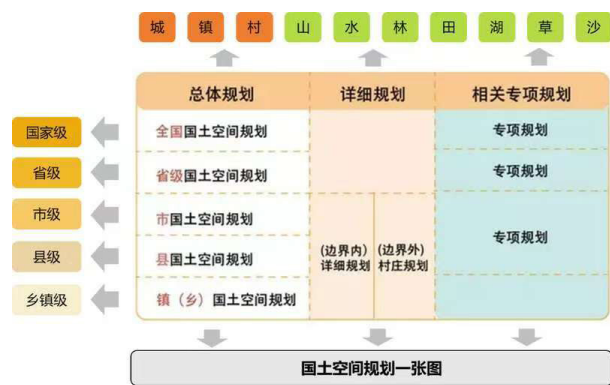 城 镇 村 山 水 林 田 湖 草 沙
总体规划 详细规划 相关专项规划
国家级 全国国土空间规划 专项规划
省级 省级国土空间规划 专项规划
市级 市国土空间规划 专项规划
县级 县国土空间规划 (边界内) (边界外)
详细规划 村庄规划
乡镇级 镇（乡）国土空间规划
国土空间规划一张图